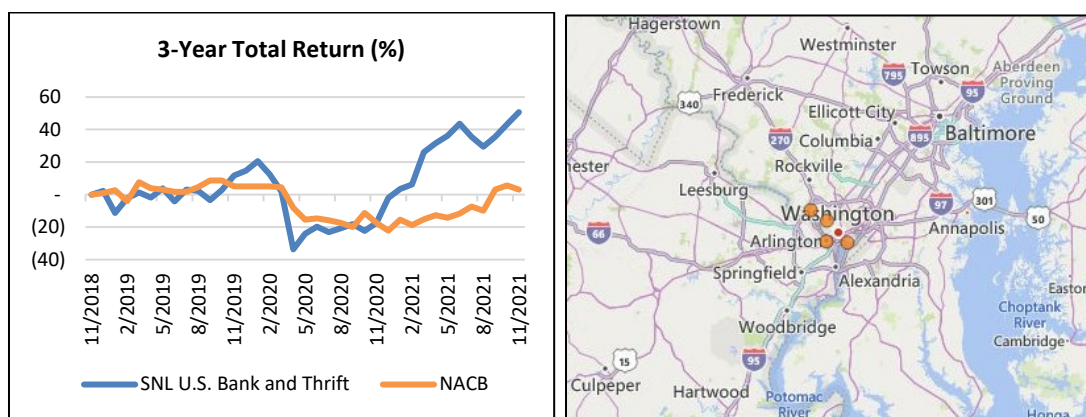 3-Year Total Return (%)
60
40
20
-
(20)
(40)
11/2018
2/2019
5/2019
8/2019
11/2019
2/2020
5/2020
8/2020
11/2020
2/2021
5/2021
8/2021
11/2021
SNL U.S. Bank and Thrift
NACB
Hagerstown
Westminster
Aberdeen
Proving
Ground
795
Towson
95
340
Frederick
Ellicott City
270
Columbia
895
Baltimore
chester
Rockville
Leesburg
97
301
50
Washington
66
Annapolis
Arlington
Springfield
Alexandria
Easton
Choptank
River
Woodbridge
Cambridge
95
15
Culpeper
Hartwood
Potomac
River
Honga